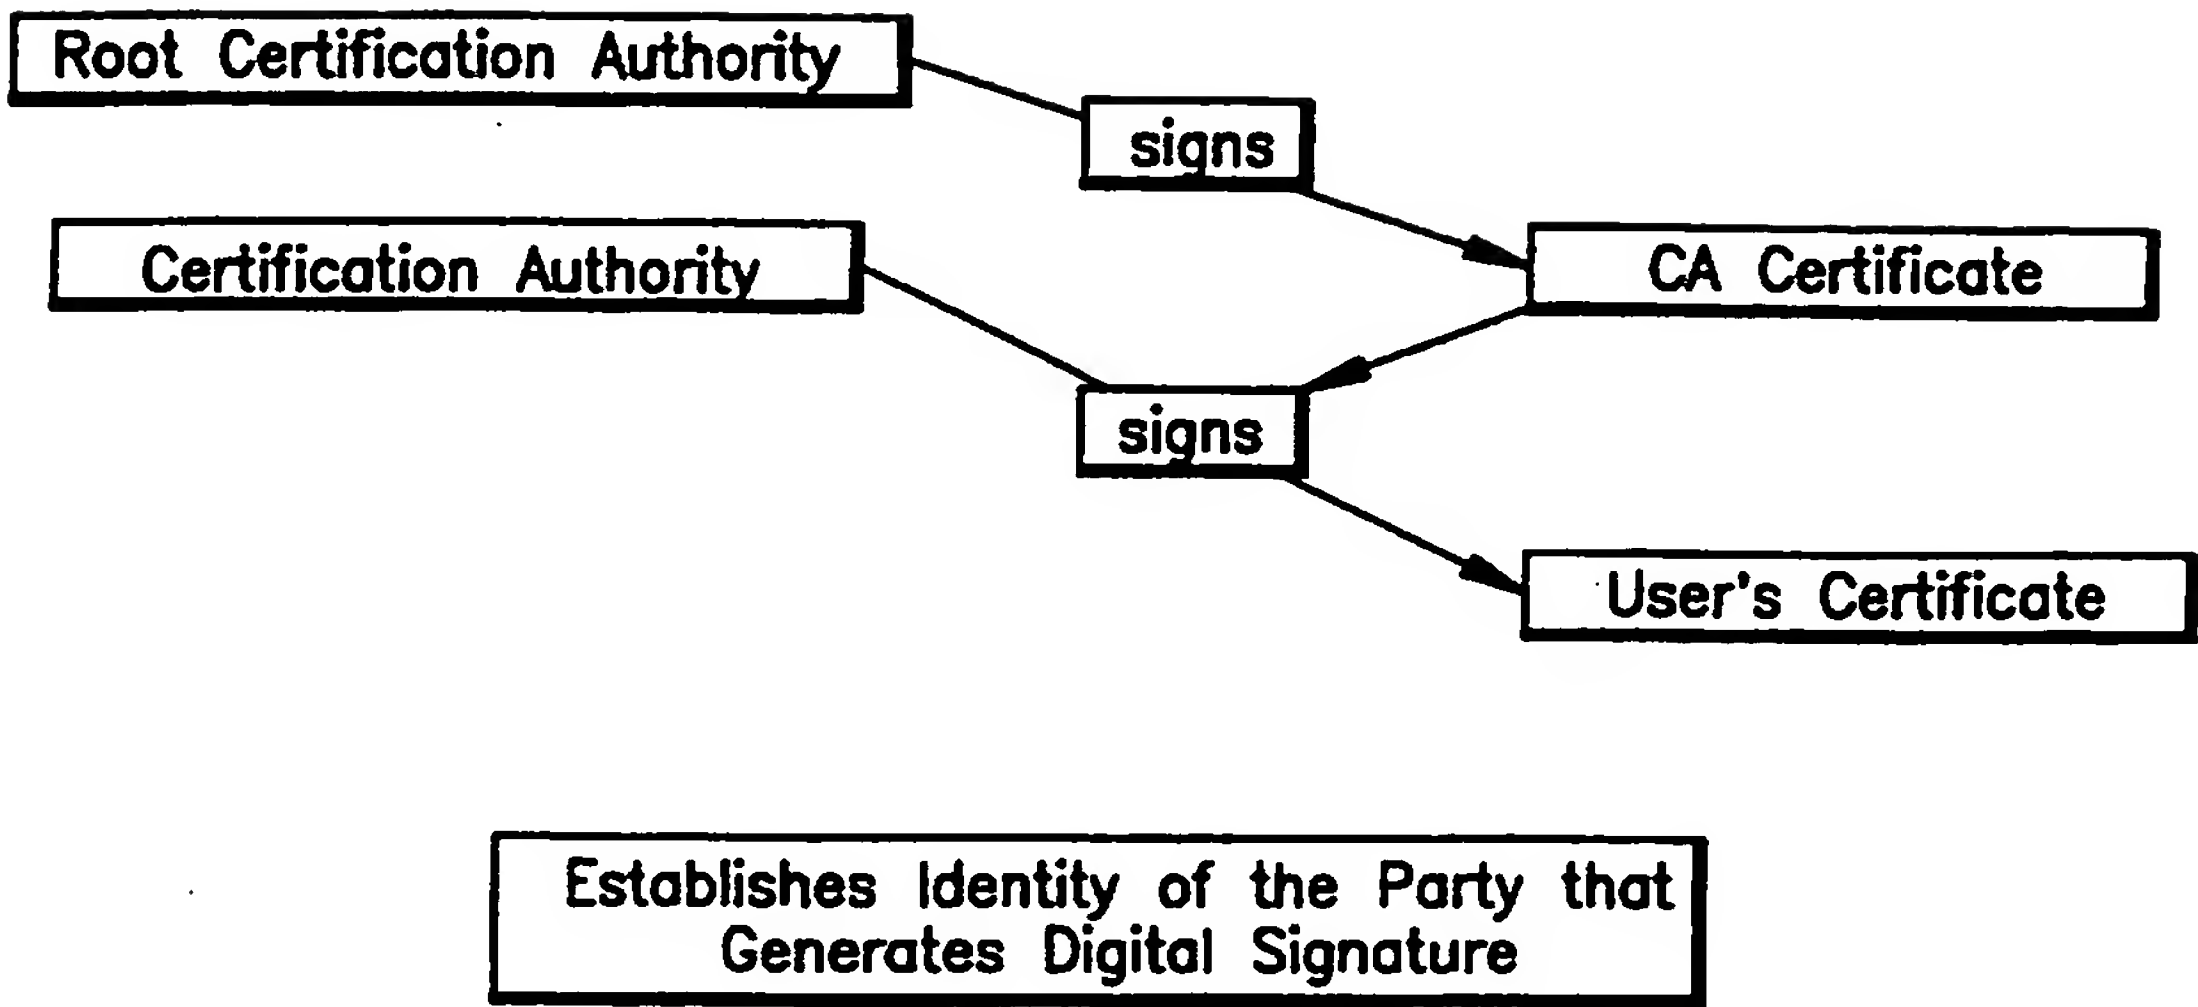 Root Certification Authority
signs
Certification Authority
CA Certificate
signs
User's Certificate
Establishes Identity of the Party that
Generates Digital Signature